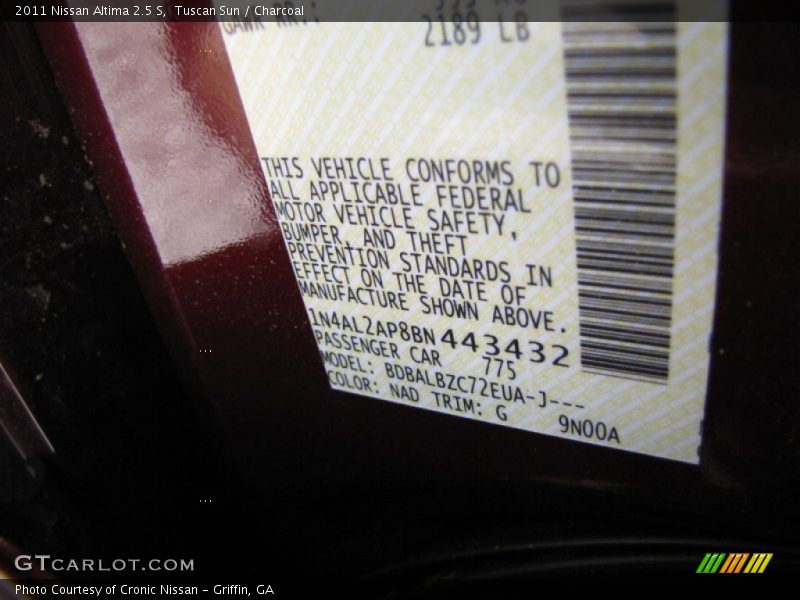 2011 Nissan Altima 2.5 S, Tuscan Sun / Charcoal
2189 LB
THIS VEHICLE CONFORMS TO
ALL APPLICABLE FEDERAL
MOTOR VEHICLE SAFETY,
BUMPER, AND THEFT
PREVENTION STANDARDS IN
EFFECT ON THE DATE OF
MANUFACTURE SHOWN ABOVE.
1N4AL2AP8BN443432
PASSENGER CAR 775
MODEL: BDBALBZC72EUA-J---
COLOR: NAD TRIM: G 9N00A
GTCARLOT.COM
Photo Courtesy of Cronic Nissan - Griffin, GA